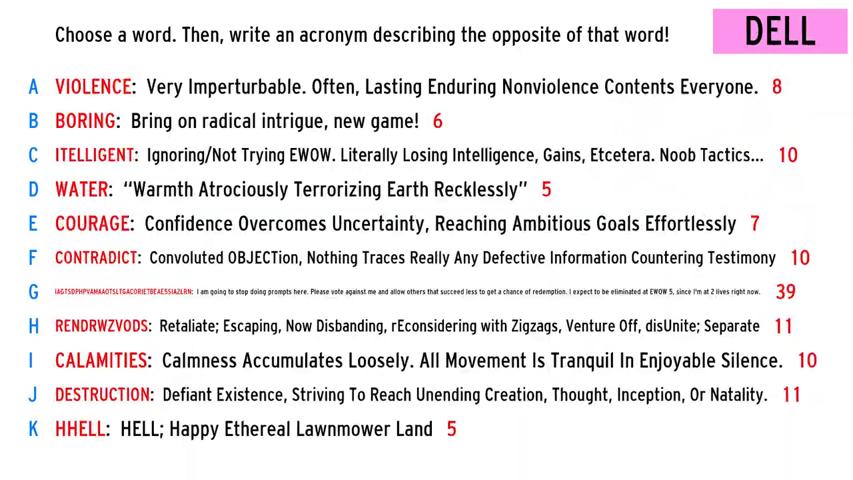 Choose a word. Then, write an acronym describing the opposite of that word!
DELL
A VIOLENCE: Very Imperturbable. Often, Lasting Enduring Nonviolence Contents Everyone. 8
B BORING: Bring on radical intrigue, new game! 6
C ITELLIGENT: Ignoring/Not Trying EWOW. Literally Losing Intelligence, Gains, Etcetera. Noob Tactics... 10
D WATER: “Warmth Atrociously Terrorizing Earth Recklessly” 5
E COURAGE: Confidence Overcomes Uncertainty, Reaching Ambitious Goals Effortlessly 7
F CONTRADICT: Convoluted OBJECTion, Nothing Traces Really Any Defective Information Countering Testimony 10
G IAGTSDPHPVAMAAOTSLTGACORIETBEAE5SIA2LRN: I am going to stop doing prompts here. Please vote against me and allow others that succeed less to get a chance of redemption. I expect to be eliminated at EWOW 5, since I'm at 2 lives right now. 39
H RENDRWZVODS: Retaliate; Escaping, Now Disbanding, rEconsidering with Zigzags, Venture Off, disUnite; Separate 11
I CALAMITIES: Calmness Accumulates Loosely. All Movement Is Tranquil In Enjoyable Silence. 10
J DESTRUCTION: Defiant Existence, Striving To Reach Unending Creation, Thought, Inception, Or Natality. 11
K HHELL: HELL; Happy Ethereal Lawnmower Land 5